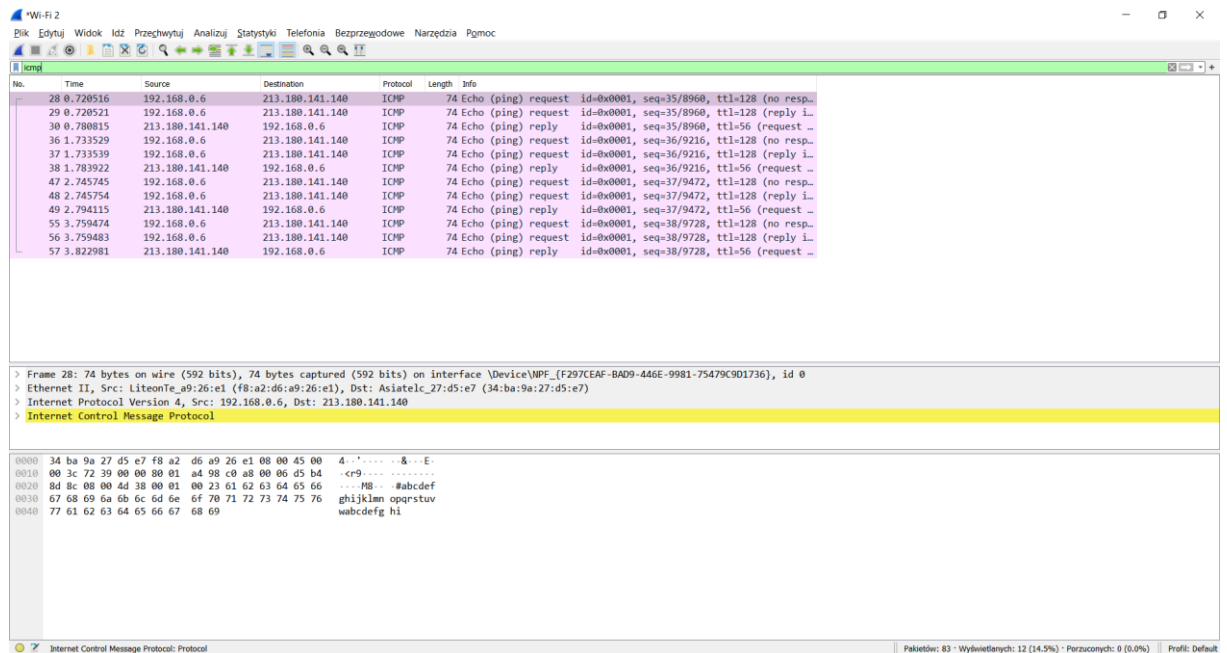 *Wi-Fi 2
Plik Edytuj Widok Idź Przechwytuj Analizuj Statystyki Telefonia Bezprzewodowe Narzędzia Pomoc
icmp
No. Time Source Destination Protocol Length Info
28 0.720516 192.168.0.6 213.180.141.140 ICMP 74 Echo (ping) request id=0x0001, seq=35/8960, ttl=128 (no resp…
29 0.720521 192.168.0.6 213.180.141.140 ICMP 74 Echo (ping) request id=0x0001, seq=35/8960, ttl=128 (reply i…
30 0.780815 213.180.141.140 192.168.0.6 ICMP 74 Echo (ping) reply id=0x0001, seq=35/8960, ttl=56 (request …
36 1.733529 192.168.0.6 213.180.141.140 ICMP 74 Echo (ping) request id=0x0001, seq=36/9216, ttl=128 (no resp…
37 1.733539 192.168.0.6 213.180.141.140 ICMP 74 Echo (ping) request id=0x0001, seq=36/9216, ttl=128 (reply i…
38 1.783922 213.180.141.140 192.168.0.6 ICMP 74 Echo (ping) reply id=0x0001, seq=36/9216, ttl=56 (request …
47 2.745745 192.168.0.6 213.180.141.140 ICMP 74 Echo (ping) request id=0x0001, seq=37/9472, ttl=128 (no resp…
48 2.745754 192.168.0.6 213.180.141.140 ICMP 74 Echo (ping) request id=0x0001, seq=37/9472, ttl=128 (reply i…
49 2.794115 213.180.141.140 192.168.0.6 ICMP 74 Echo (ping) reply id=0x0001, seq=37/9472, ttl=56 (request …
55 3.759474 192.168.0.6 213.180.141.140 ICMP 74 Echo (ping) request id=0x0001, seq=38/9728, ttl=128 (no resp…
56 3.759483 192.168.0.6 213.180.141.140 ICMP 74 Echo (ping) request id=0x0001, seq=38/9728, ttl=128 (reply i…
57 3.822981 213.180.141.140 192.168.0.6 ICMP 74 Echo (ping) reply id=0x0001, seq=38/9728, ttl=56 (request …
> Frame 28: 74 bytes on wire (592 bits), 74 bytes captured (592 bits) on interface \Device\NPF_{F297CEAF-BAD9-446E-9981-75479C9D1736}, id 0
> Ethernet II, Src: LiteonTe_a9:26:e1 (f8:a2:d6:a9:26:e1), Dst: Asiatelc_27:d5:e7 (34:ba:9a:27:d5:e7)
> Internet Protocol Version 4, Src: 192.168.0.6, Dst: 213.180.141.140
> Internet Control Message Protocol
0000 34 ba 9a 27 d5 e7 f8 a2 d6 a9 26 e1 08 00 45 00 4··'···· ··&···E·
0010 00 3c 72 39 00 00 80 01 a4 98 c0 a8 00 06 d5 b4 ·<r9···· ········
0020 8d 8c 08 00 4d 38 00 01 00 23 61 62 63 64 65 66 ····M8·· ·#abcdef
0030 67 68 69 6a 6b 6c 6d 6e 6f 70 71 72 73 74 75 76 ghijklmn opqrstuv
0040 77 61 62 63 64 65 66 67 68 69 wabcdefg hi
Internet Control Message Protocol: Protocol Pakietów: 83 · Wyświetlanych: 12 (14.5%) · Porzuconych: 0 (0.0%) Profil: Default